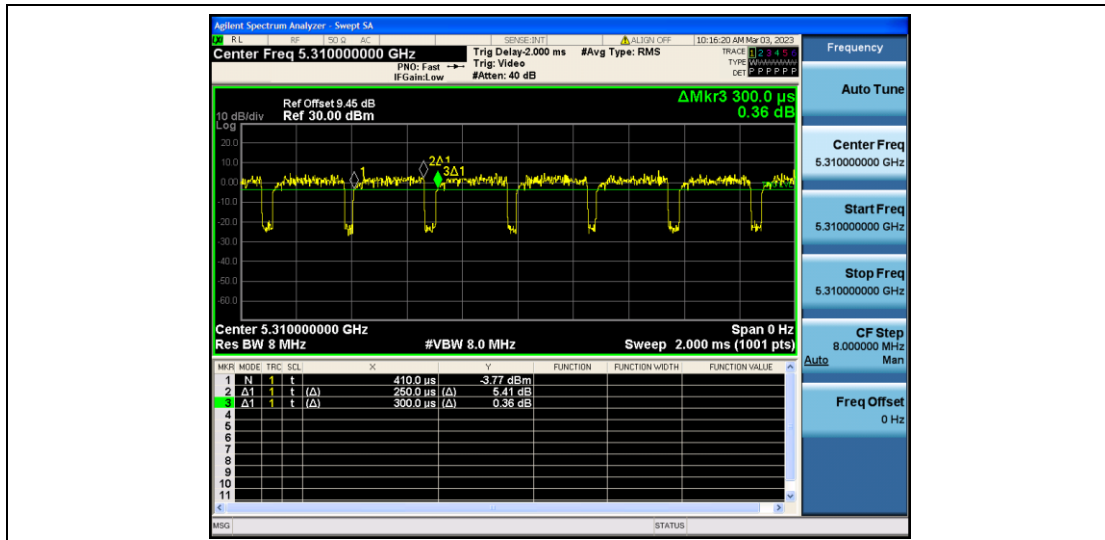 Agilent Spectrum Analyzer - Swept SA
RL RF 50 Ω AC SENSE:INT ALIGN OFF 10:16:20 AM Mar 03, 2023
Center Freq 5.310000000 GHz
PNO: Fast
IFGain:Low
Trig Delay-2.000 ms
Trig: Video
#Atten: 40 dB
#Avg Type: RMS
TRACE 1 2 3 4 5 6
TYPE WWWWWW
DET P P P P P P
ΔMkr3 300.0 µs
0.36 dB
Ref Offset 9.45 dB
10 dB/div Ref 30.00 dBm
Log
20.0
10.0
0.00
-10.0
-20.0
-30.0
-40.0
-50.0
-60.0
1
2Δ1
3Δ1
Center 5.310000000 GHz Span 0 Hz
Res BW 8 MHz #VBW 8.0 MHz Sweep 2.000 ms (1001 pts)
MKR MODE TRC SCL X Y FUNCTION FUNCTION WIDTH FUNCTION VALUE
1 N 1 t 410.0 µs -3.77 dBm
2 Δ1 1 t (Δ) 250.0 µs (Δ) 5.41 dB
3 Δ1 1 t (Δ) 300.0 µs (Δ) 0.36 dB
4
5
6
7
8
9
10
11
MSG STATUS
Frequency
Auto Tune
Center Freq
5.310000000 GHz
Start Freq
5.310000000 GHz
Stop Freq
5.310000000 GHz
CF Step
8.000000 MHz
Auto Man
Freq Offset
0 Hz